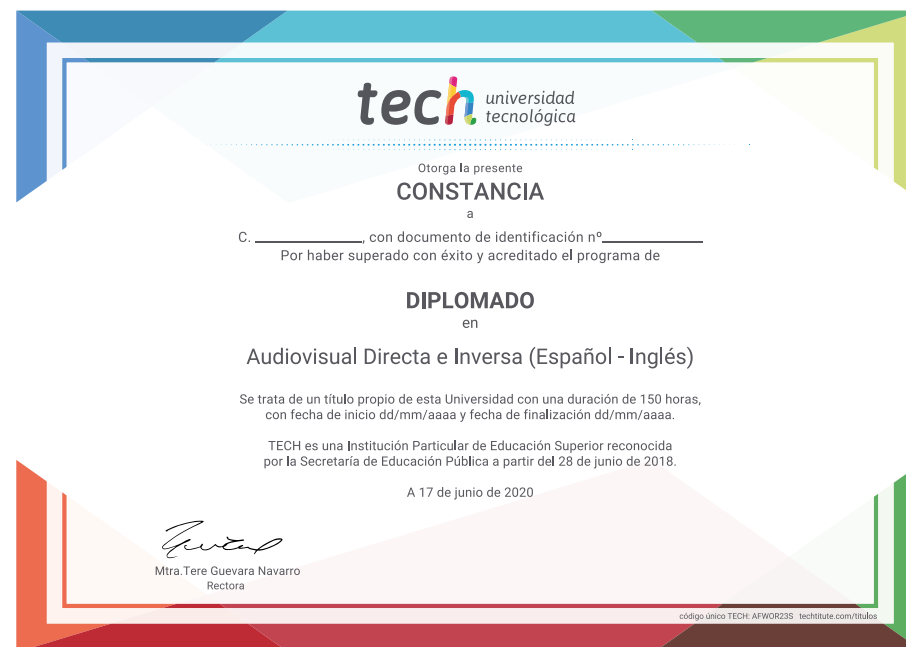 tech universidad
tecnológica
Otorga la presente
CONSTANCIA
a
C. ____________, con documento de identificación nº____________
Por haber superado con éxito y acreditado el programa de
DIPLOMADO
en
Audiovisual Directa e Inversa (Español - Inglés)
Se trata de un título propio de esta Universidad con una duración de 150 horas,
con fecha de inicio dd/mm/aaaa y fecha de finalización dd/mm/aaaa.
TECH es una Institución Particular de Educación Superior reconocida
por la Secretaría de Educación Pública a partir del 28 de junio de 2018.
A 17 de junio de 2020
Mtra.Tere Guevara Navarro
Rectora
código único TECH: AFWOR23S techtitute.com/titulos